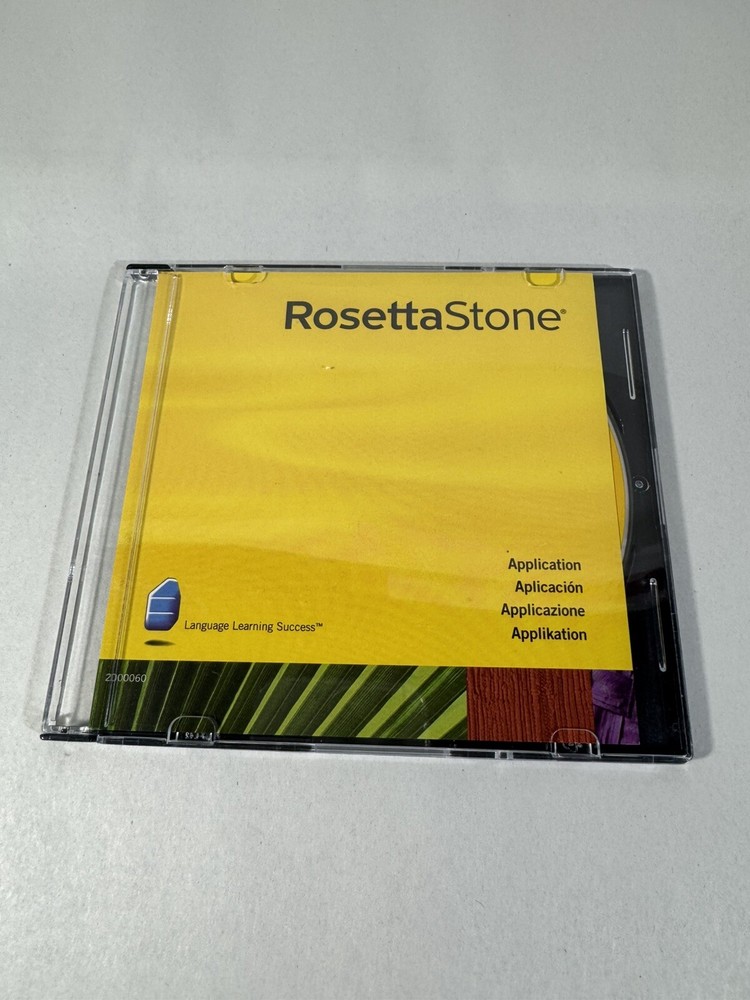 RosettaStone®
Application
Aplicación
Applicazione
Applikation
Language Learning Success™
2000060